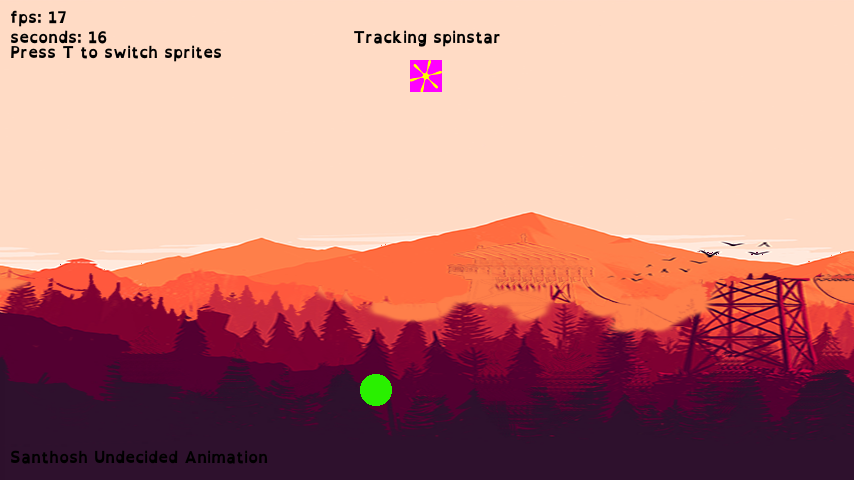 fps: 17
seconds: 16
Press T to switch sprites
Tracking spinstar
Santhosh Undecided Animation